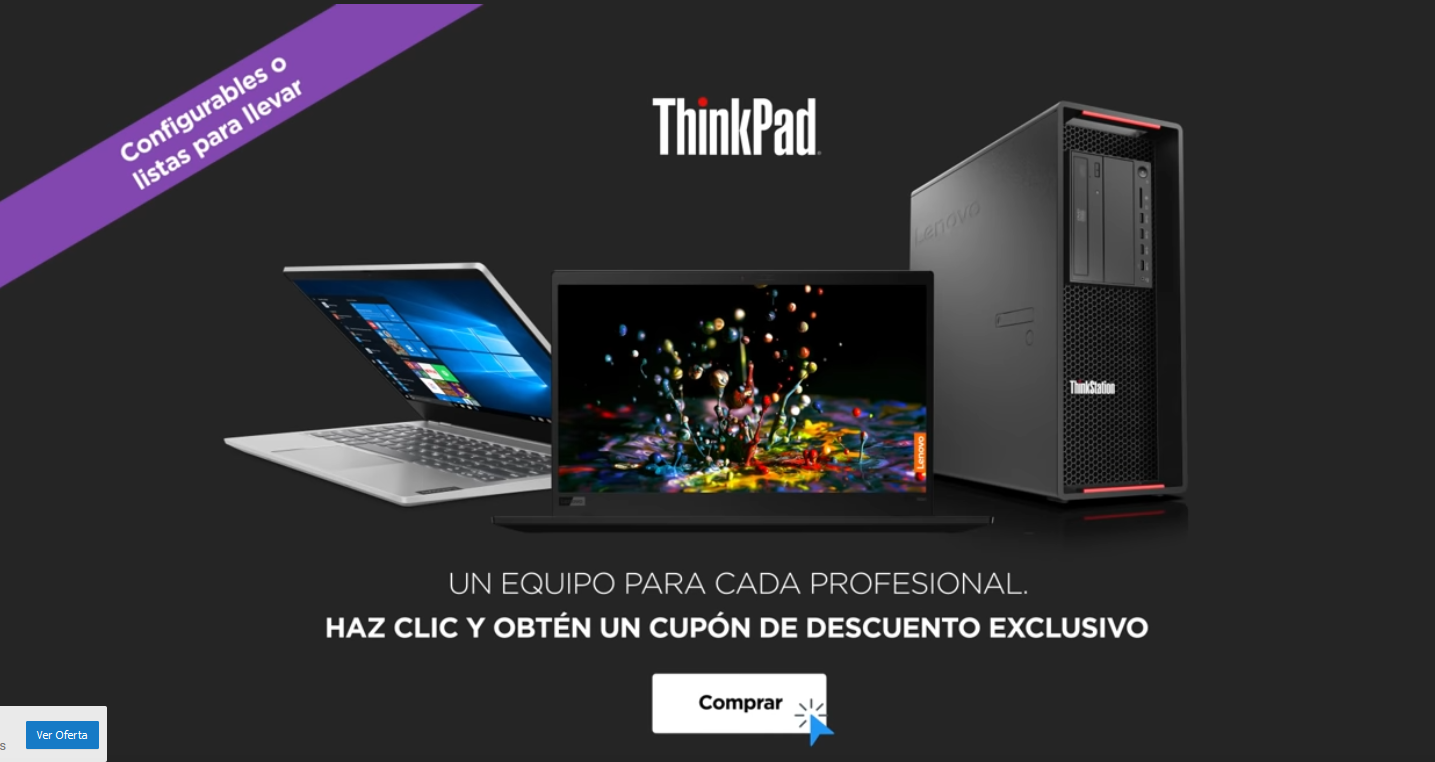 Configurables o
listas para llevar
ThinkPad
Lenovo
ThinkStation
Lenovo
UN EQUIPO PARA CADA PROFESIONAL.
HAZ CLIC Y OBTÉN UN CUPÓN DE DESCUENTO EXCLUSIVO
Comprar
Ver Oferta
s